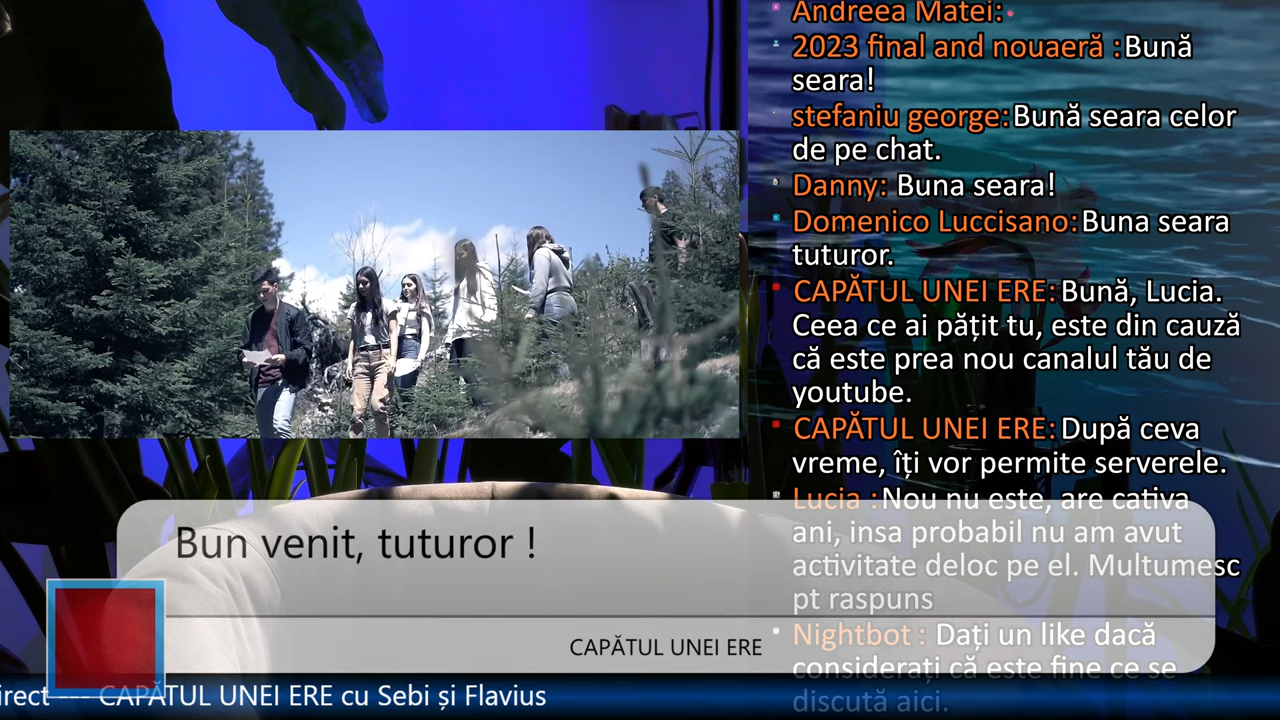 Andreea Matei:
2023 final and nouaeră : Bună
seara!
stefaniu george: Bună seara celor
de pe chat.
Danny: Buna seara!
Domenico Luccisano: Buna seara
tuturor.
CAPĂTUL UNEI ERE: Bună, Lucia.
Ceea ce ai pățit tu, este din cauză
că este prea nou canalul tău de
youtube.
CAPĂTUL UNEI ERE: După ceva
vreme, îți vor permite serverele.
Lucia : Nou nu este, are cativa
ani, insa probabil nu am avut
activitate deloc pe el. Multumesc
pt raspuns
Nightbot : Dați un like dacă
considerați că este fine ce se
discută aici.
Bun venit, tuturor !
CAPĂTUL UNEI ERE
irect --- CAPĂTUL UNEI ERE cu Sebi și Flavius